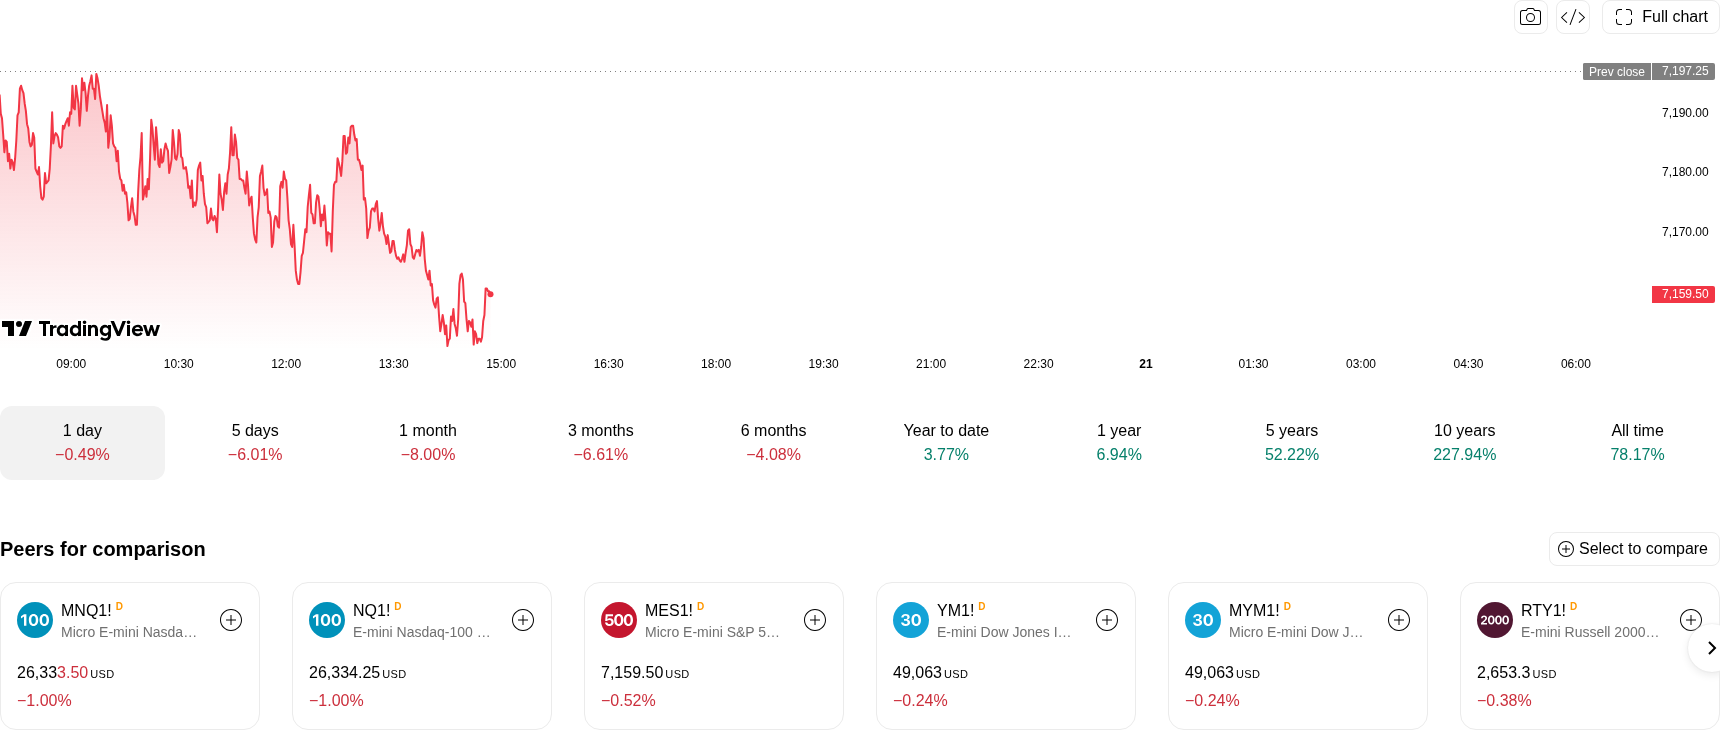 Full chart
Prev close 7,197.25
7,190.00
7,180.00
7,170.00
7,159.50
TradingView
09:00 10:30 12:00 13:30 15:00 16:30 18:00 19:30 21:00 22:30 21 01:30 03:00 04:30 06:00
1 day 5 days 1 month 3 months 6 months Year to date 1 year 5 years 10 years All time
−0.49% −6.01% −8.00% −6.61% −4.08% 3.77% 6.94% 52.22% 227.94% 78.17%
Peers for comparison
Select to compare
100 MNQ1! D
Micro E-mini Nasda…
26,333.50 USD
−1.00%
100 NQ1! D
E-mini Nasdaq-100 …
26,334.25 USD
−1.00%
500 MES1! D
Micro E-mini S&P 5…
7,159.50 USD
−0.52%
30 YM1! D
E-mini Dow Jones I…
49,063 USD
−0.24%
30 MYM1! D
Micro E-mini Dow J…
49,063 USD
−0.24%
2000 RTY1! D
E-mini Russell 2000…
2,653.3 USD
−0.38%